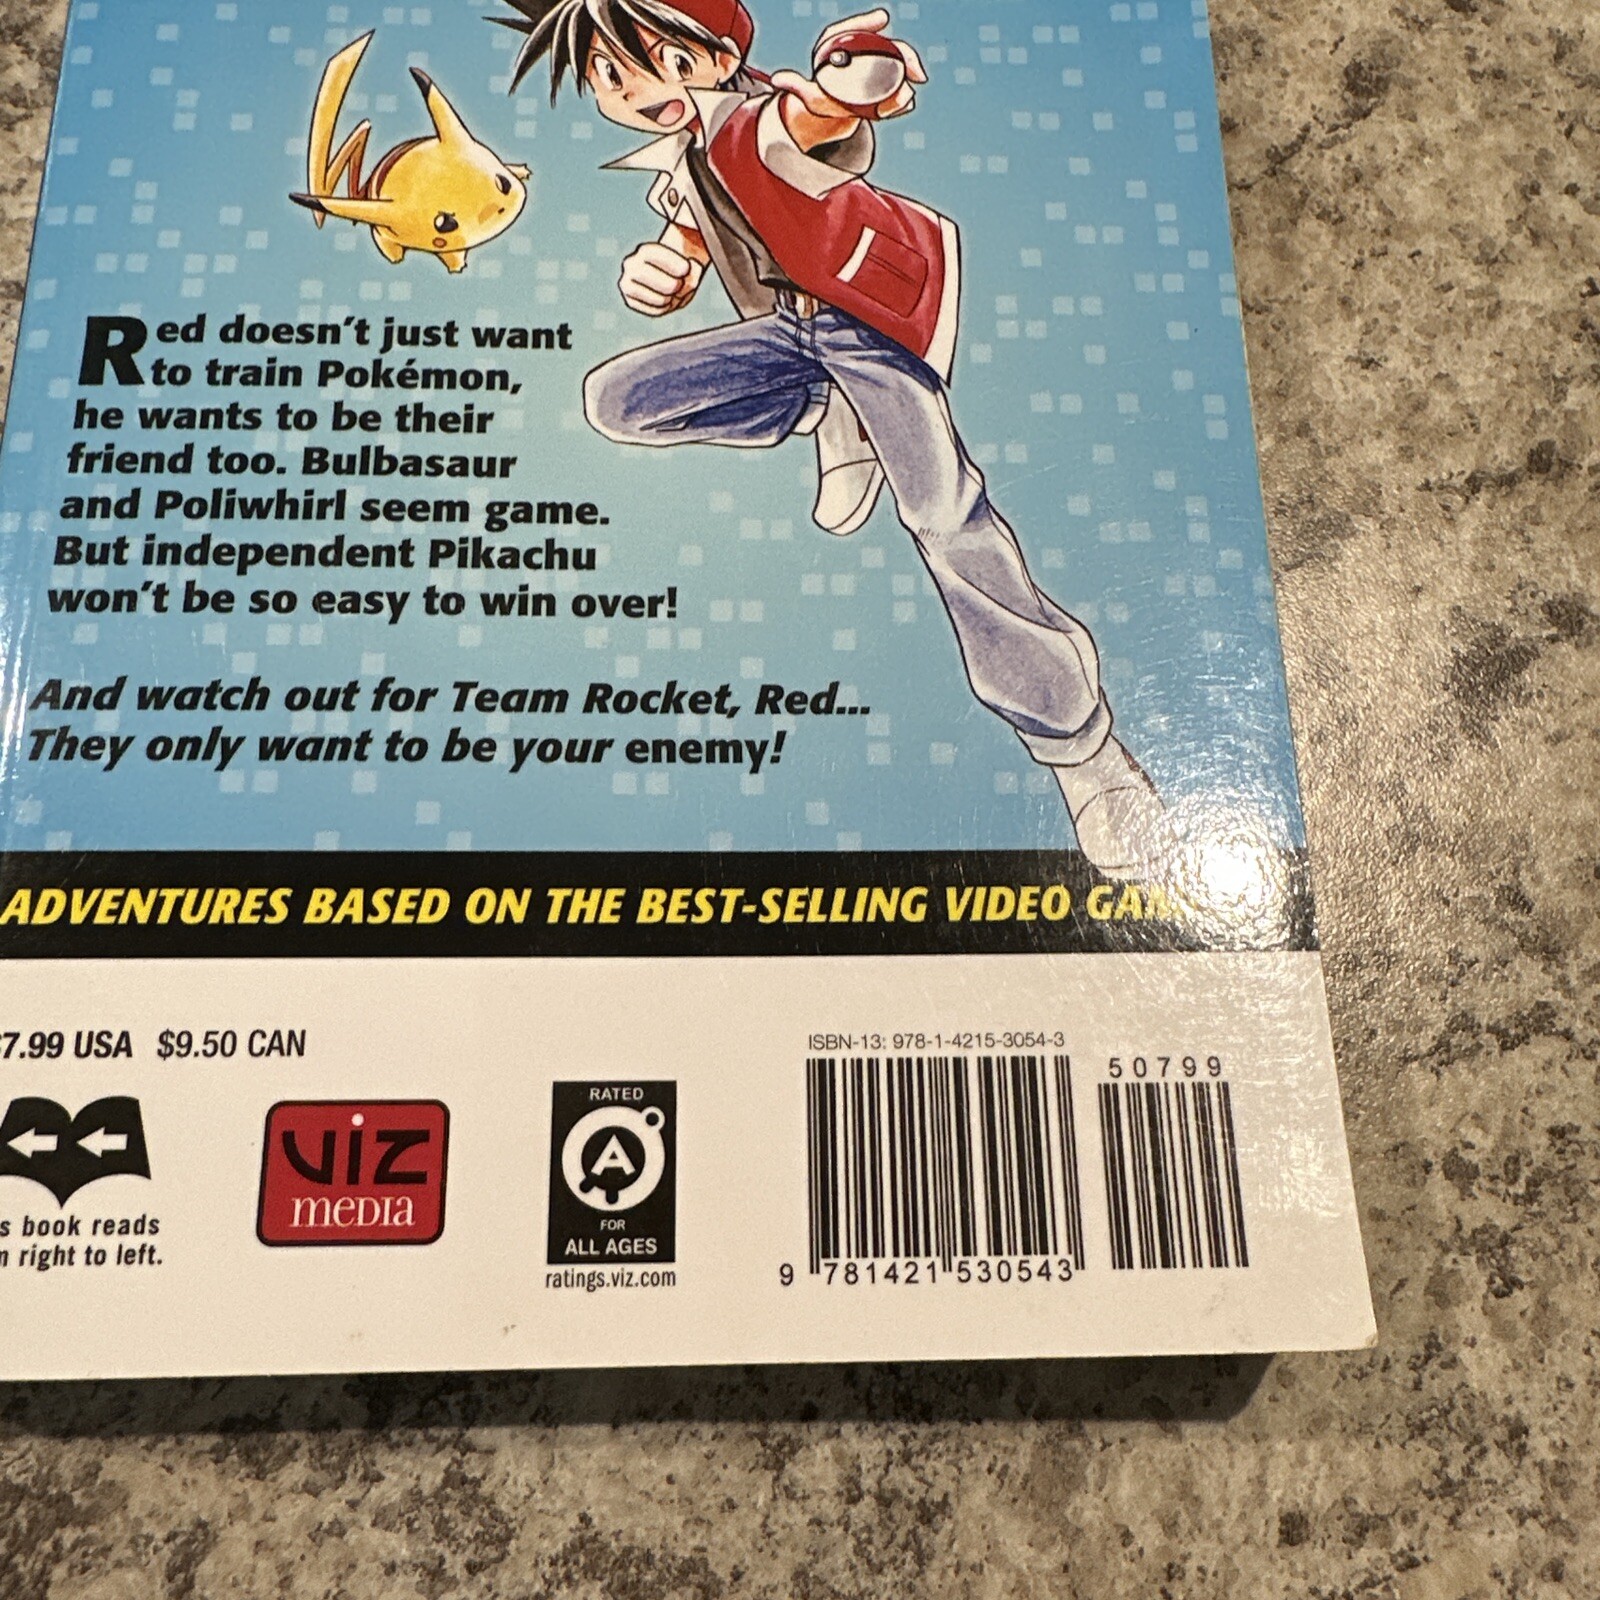 Red doesn't just want
to train Pokémon,
he wants to be their
friend too. Bulbasaur
and Poliwhirl seem game.
But independent Pikachu
won't be so easy to win over!
And watch out for Team Rocket, Red...
They only want to be your enemy!
ADVENTURES BASED ON THE BEST-SELLING VIDEO
7.99 USA $9.50 CAN
book reads
right to left.
VIZ
MEDIA
RATED
A
FOR
ALL AGES
ratings.viz.com
ISBN-13: 978-1-4215-3054-3
50799
9 781421 530543